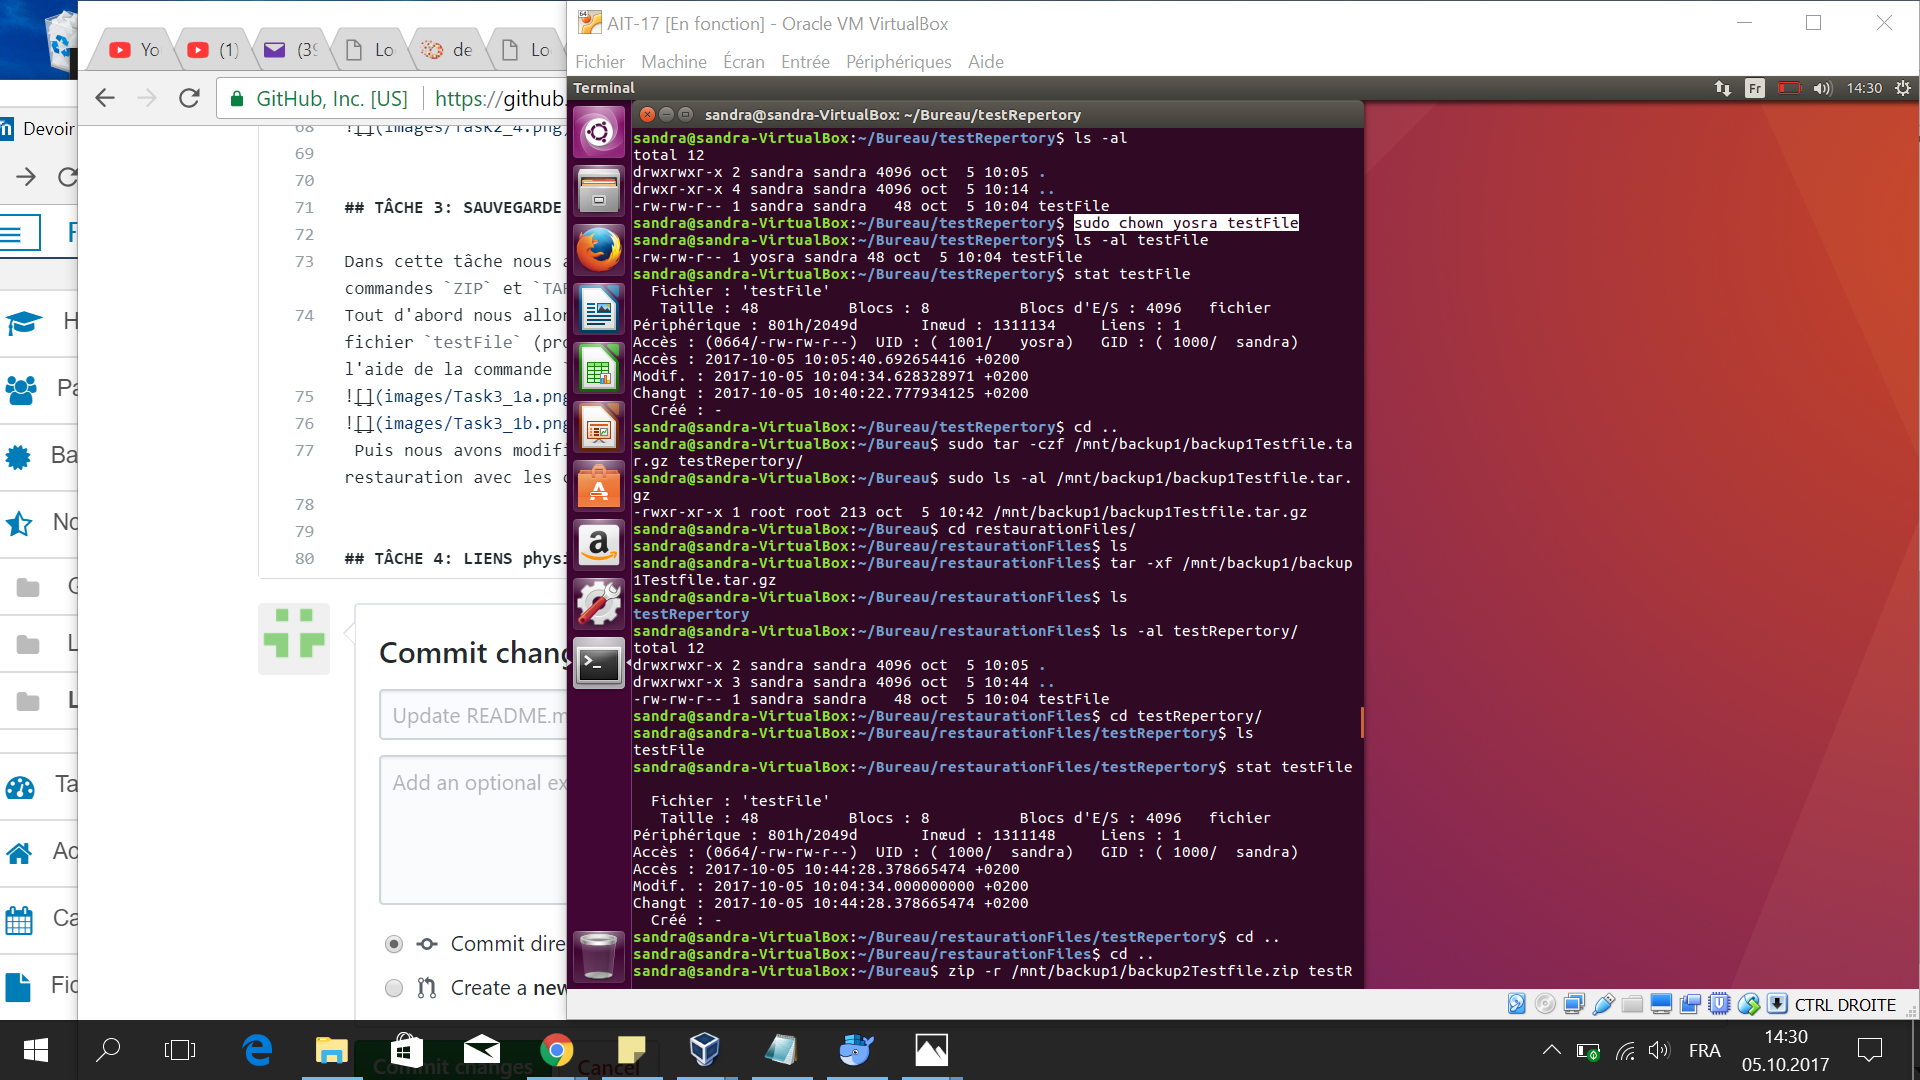 AIT-17 [En fonction] - Oracle VM VirtualBox
Fichier Machine Écran Entrée Périphériques Aide
Terminal
Fr 14:30
Yo (1) (39 Lo de Lo
GitHub, Inc. [US] https://github.
Devoir
H
Pa
Ba
No
G
L
L
Ta
Ac
Ca
Fic
68 ![](images/Task2_4.png)
69
70
71 ## TÂCHE 3: SAUVEGARDE
72
73 Dans cette tâche nous a
commandes `ZIP` et `TAR
74 Tout d'abord nous allon
fichier `testFile` (pro
l'aide de la commande `
75 ![](images/Task3_1a.png
76 ![](images/Task3_1b.png
77 Puis nous avons modifi
restauration avec les c
78
79
80 ## TÂCHE 4: LIENS physi
Commit chang
Update README.m
Add an optional ex
Commit dire
Create a new
Commit changes Cancel
sandra@sandra-VirtualBox: ~/Bureau/testRepertory
sandra@sandra-VirtualBox:~/Bureau/testRepertory$ ls -al
total 12
drwxrwxr-x 2 sandra sandra 4096 oct  5 10:05 .
drwxr-xr-x 4 sandra sandra 4096 oct  5 10:14 ..
-rw-rw-r-- 1 sandra sandra   48 oct  5 10:04 testFile
sandra@sandra-VirtualBox:~/Bureau/testRepertory$ sudo chown yosra testFile
sandra@sandra-VirtualBox:~/Bureau/testRepertory$ ls -al testFile
-rw-rw-r-- 1 yosra sandra 48 oct  5 10:04 testFile
sandra@sandra-VirtualBox:~/Bureau/testRepertory$ stat testFile
Fichier : 'testFile'
Taille : 48 Blocs : 8 Blocs d'E/S : 4096 fichier
Périphérique : 801h/2049d Inœud : 1311134 Liens : 1
Accès : (0664/-rw-rw-r--) UID : ( 1001/ yosra) GID : ( 1000/ sandra)
Accès : 2017-10-05 10:05:40.692654416 +0200
Modif. : 2017-10-05 10:04:34.628328971 +0200
Changt : 2017-10-05 10:40:22.777934125 +0200
Créé : -
sandra@sandra-VirtualBox:~/Bureau/testRepertory$ cd ..
sandra@sandra-VirtualBox:~/Bureau$ sudo tar -czf /mnt/backup1/backup1Testfile.ta
r.gz testRepertory/
sandra@sandra-VirtualBox:~/Bureau$ sudo ls -al /mnt/backup1/backup1Testfile.tar.
gz
-rwxr-xr-x 1 root root 213 oct  5 10:42 /mnt/backup1/backup1Testfile.tar.gz
sandra@sandra-VirtualBox:~/Bureau$ cd restaurationFiles/
sandra@sandra-VirtualBox:~/Bureau/restaurationFiles$ ls
sandra@sandra-VirtualBox:~/Bureau/restaurationFiles$ tar -xf /mnt/backup1/backup
1Testfile.tar.gz
sandra@sandra-VirtualBox:~/Bureau/restaurationFiles$ ls
testRepertory
sandra@sandra-VirtualBox:~/Bureau/restaurationFiles$ ls -al testRepertory/
total 12
drwxrwxr-x 2 sandra sandra 4096 oct  5 10:05 .
drwxrwxr-x 3 sandra sandra 4096 oct  5 10:44 ..
-rw-rw-r-- 1 sandra sandra   48 oct  5 10:04 testFile
sandra@sandra-VirtualBox:~/Bureau/restaurationFiles$ cd testRepertory/
sandra@sandra-VirtualBox:~/Bureau/restaurationFiles/testRepertory$ ls
testFile
sandra@sandra-VirtualBox:~/Bureau/restaurationFiles/testRepertory$ stat testFile
Fichier : 'testFile'
Taille : 48 Blocs : 8 Blocs d'E/S : 4096 fichier
Périphérique : 801h/2049d Inœud : 1311148 Liens : 1
Accès : (0664/-rw-rw-r--) UID : ( 1000/ sandra) GID : ( 1000/ sandra)
Accès : 2017-10-05 10:44:28.378665474 +0200
Modif. : 2017-10-05 10:04:34.000000000 +0200
Changt : 2017-10-05 10:44:28.378665474 +0200
Créé : -
sandra@sandra-VirtualBox:~/Bureau/restaurationFiles/testRepertory$ cd ..
sandra@sandra-VirtualBox:~/Bureau/restaurationFiles$ cd ..
sandra@sandra-VirtualBox:~/Bureau$ zip -r /mnt/backup1/backup2Testfile.zip testR
CTRL DROITE
FRA
14:30
05.10.2017